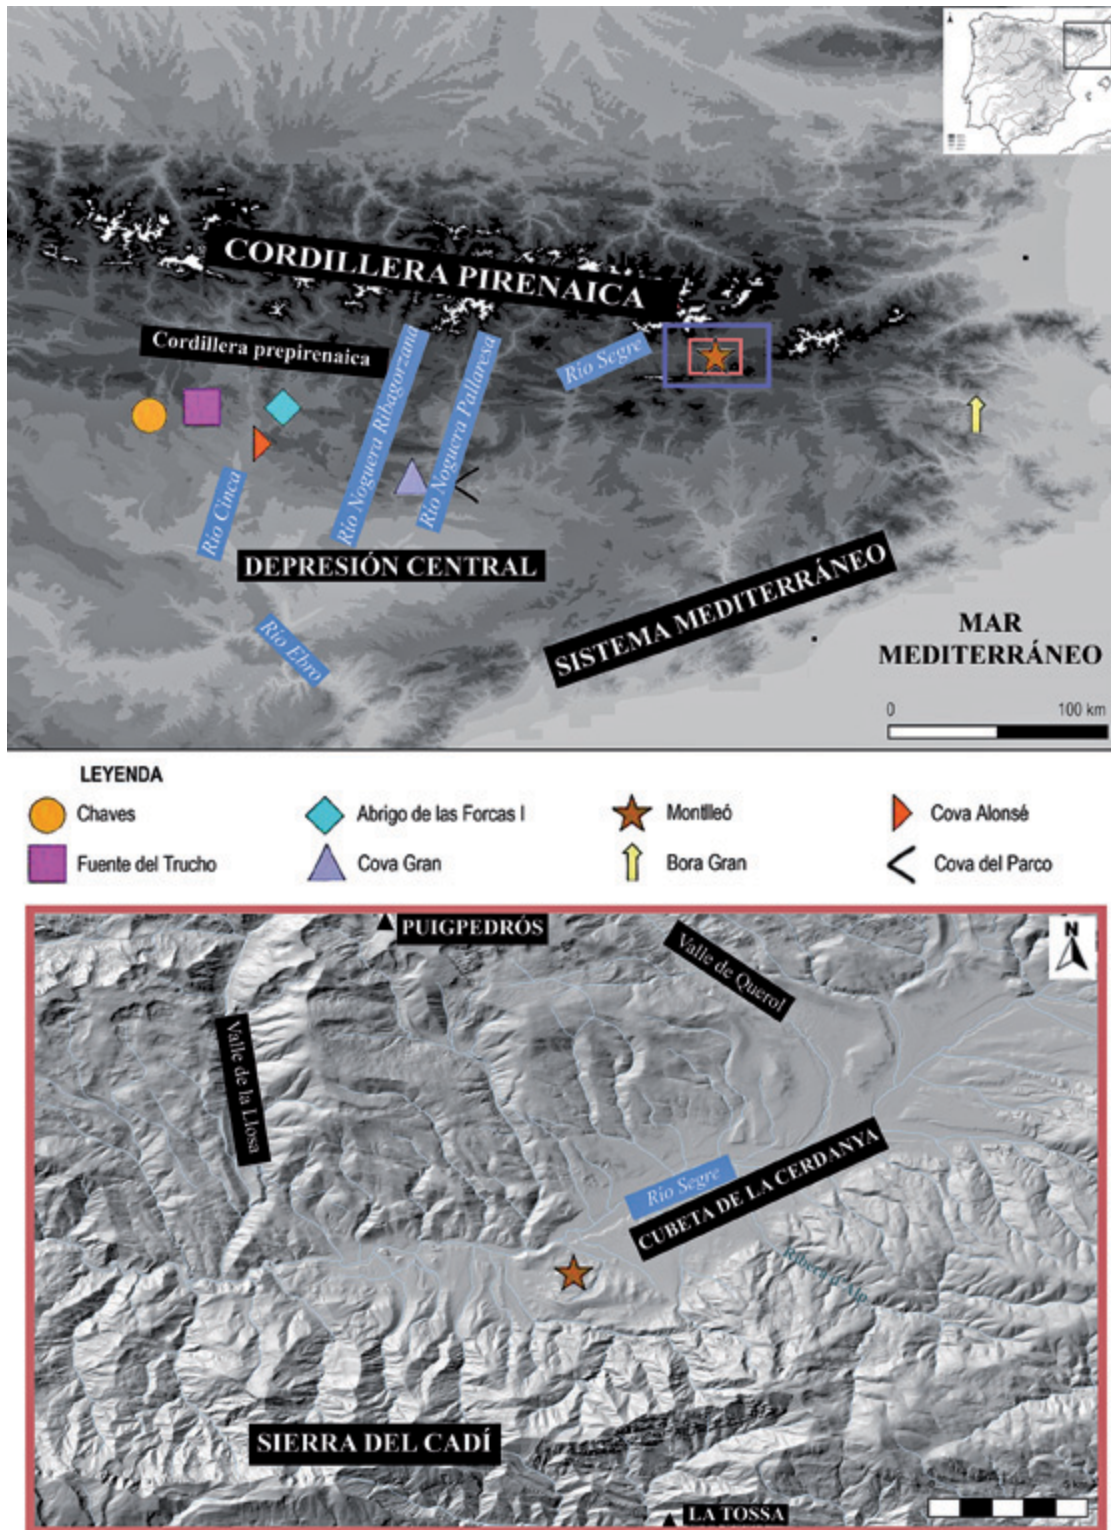 CORDILLERA PIRENAICA
Cordillera prepirenaica
Río Noguera Ribagorzana
Río Noguera Pallaresa
Río Segre
Río Cinca
DEPRESIÓN CENTRAL
Río Ebro
SISTEMA MEDITERRÁNEO
MAR
MEDITERRÁNEO
0 100 km
LEYENDA
Chaves
Abrigo de las Forcas I
Montlleó
Cova Alonsé
Fuente del Trucho
Cova Gran
Bora Gran
Cova del Parco
PUIGPEDRÓS
N
Valle de Querol
Valle de la Llosa
Río Segre
CUBETA DE LA CERDANYA
Ribera d'Alp
SIERRA DEL CADÍ
LA TOSSA